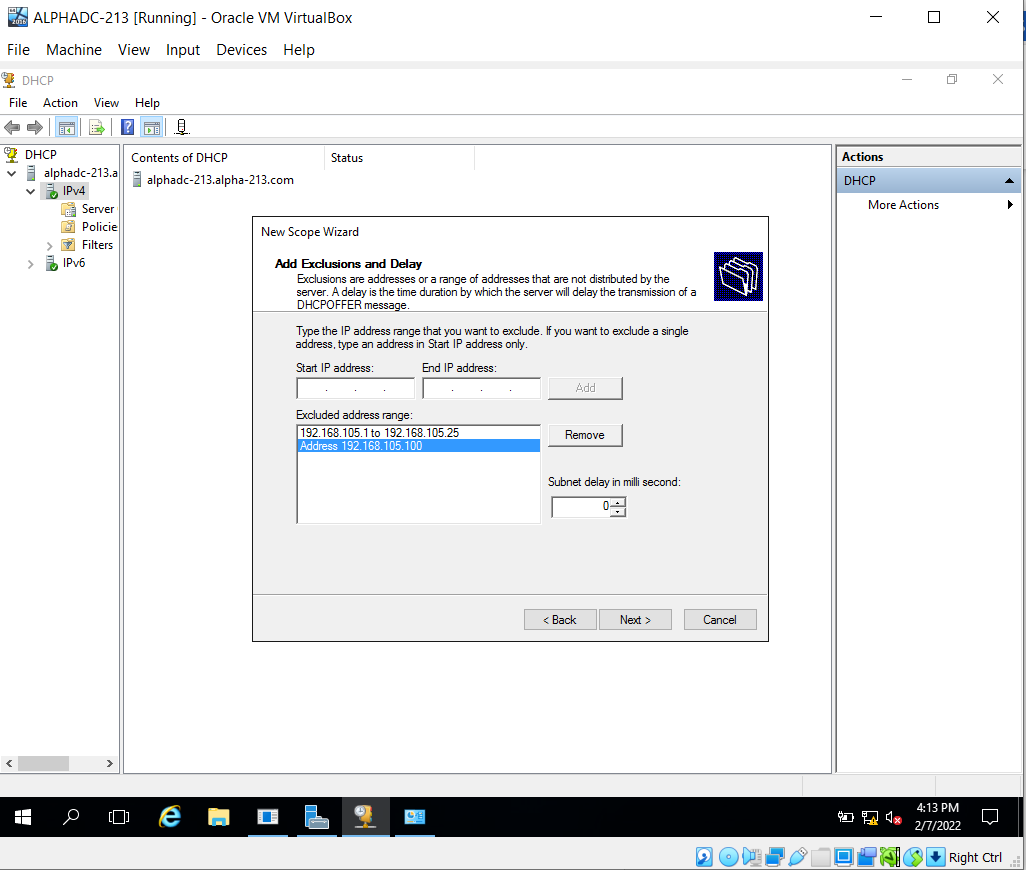 ALPHADC-213 [Running] - Oracle VM VirtualBox
File Machine View Input Devices Help
DHCP
File Action View Help
DHCP
alphadc-213.a
IPv4
Server
Policie
Filters
IPv6
Contents of DHCP Status
alphadc-213.alpha-213.com
Actions
DHCP
More Actions
New Scope Wizard
Add Exclusions and Delay
Exclusions are addresses or a range of addresses that are not distributed by the
server. A delay is the time duration by which the server will delay the transmission of a
DHCPOFFER message.
Type the IP address range that you want to exclude. If you want to exclude a single
address, type an address in Start IP address only.
Start IP address: End IP address:
. . . . . . Add
Excluded address range:
192.168.105.1 to 192.168.105.25
Address 192.168.105.100
Remove
Subnet delay in milli second:
0
< Back Next > Cancel
4:13 PM
2/7/2022
Right Ctrl